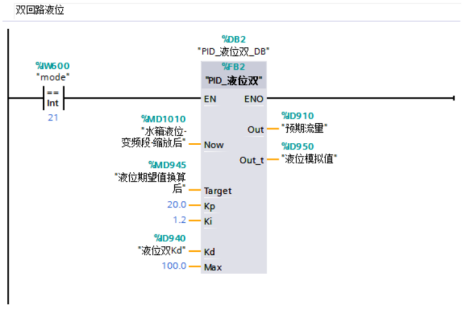 双回路液位
%DB2
"PID_液位双_DB"
%IW600
"mode"
%FB2
"PID_液位双"
==
Int
21
EN
ENO
%MD1010
"水箱液位-
变频段-缩放后"
Now
Out
%ID910
"预期流量"
Out_t
%ID950
"液位模拟值"
%MD945
"液位期望值换算
后"
Target
20.0
Kp
1.2
Ki
%ID940
"液位双Kd"
Kd
100.0
Max